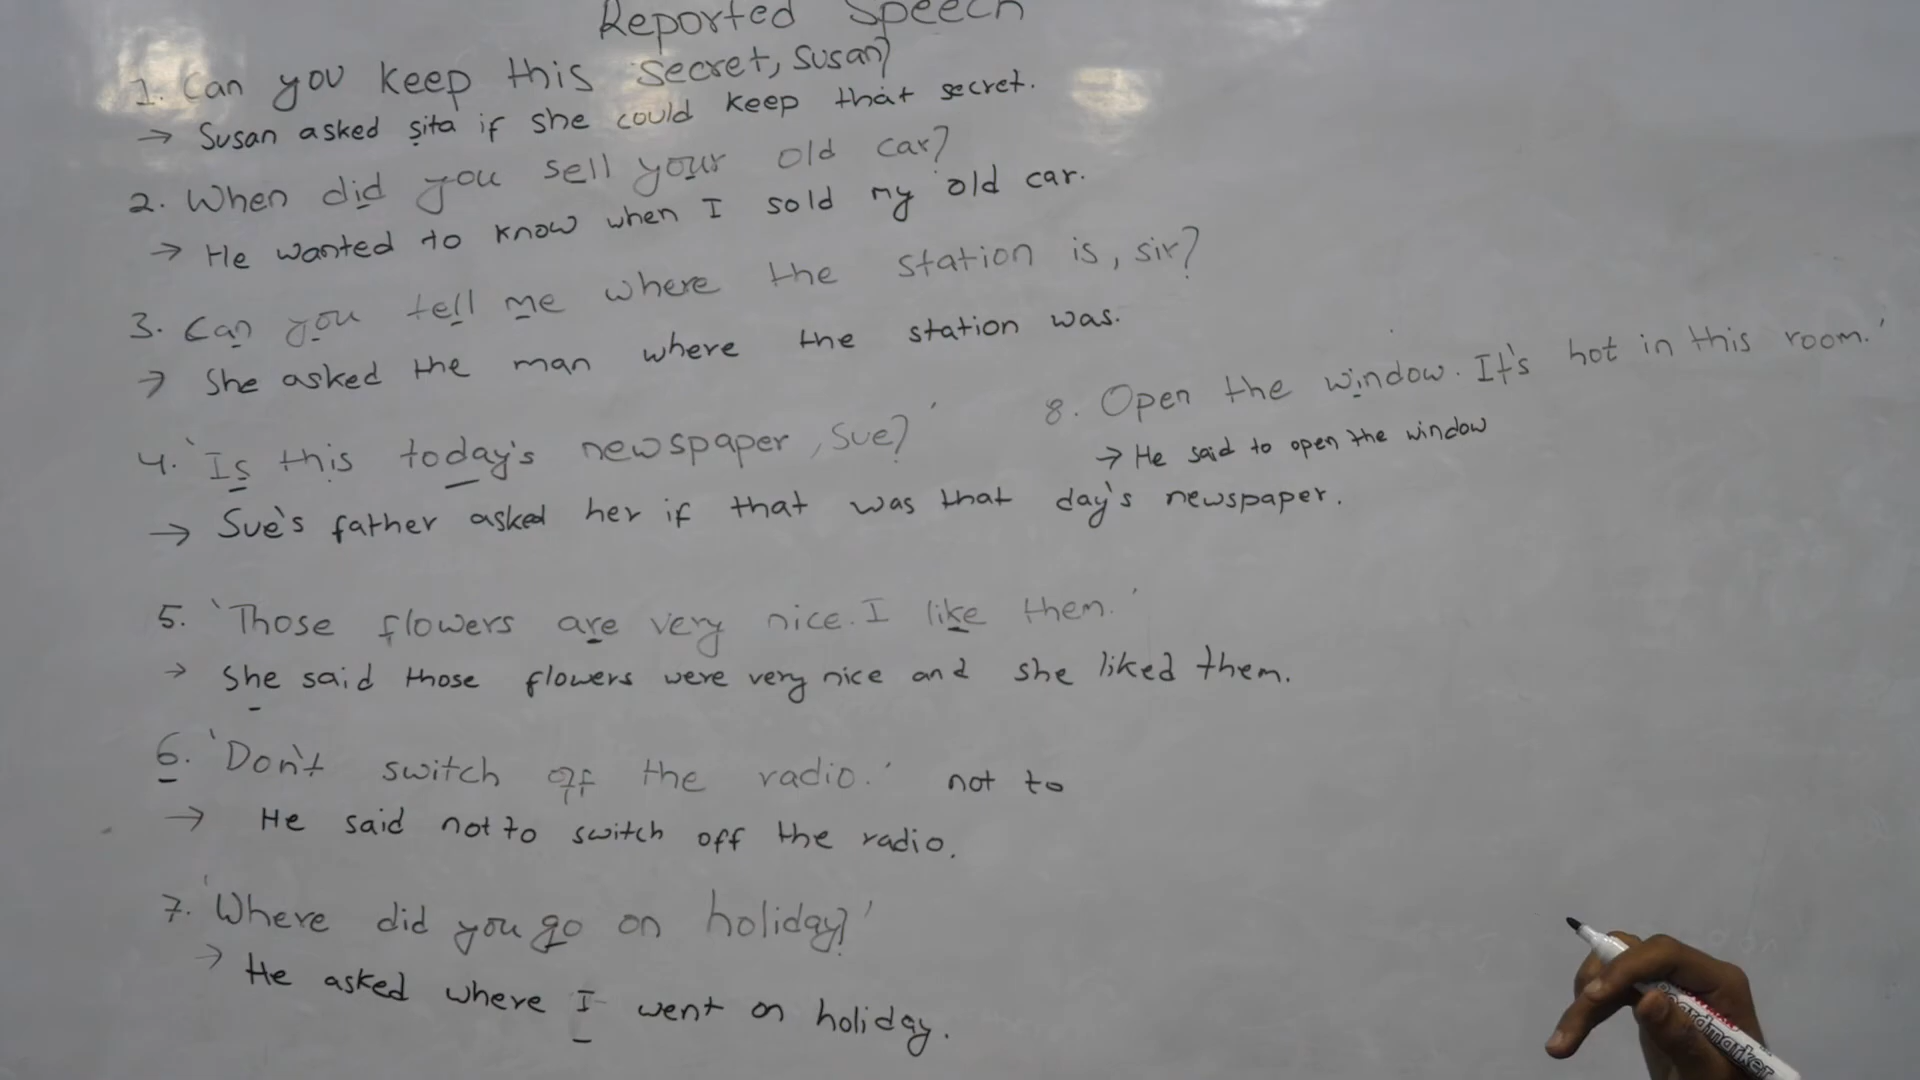 Reported Speech
1. Can you keep this secret, Susan?
→ Susan asked sita if she could keep that secret.
2. When did you sell your old car?
→ He wanted to know when I sold my old car.
3. Can you tell me where the station is, sir?
→ She asked the man where the station was.
4. 'Is this today's newspaper, Sue?'
→ Sue's father asked her if that was that day's newspaper.
5. 'Those flowers are very nice. I like them.'
→ She said those flowers were very nice and she liked them.
6. 'Don't switch off the radio.' not to
→ He said not to switch off the radio.
7. 'Where did you go on holiday?'
→ He asked where I went on holiday.
8. Open the window. It's hot in this room.'
→ He said to open the window
Boardmarker